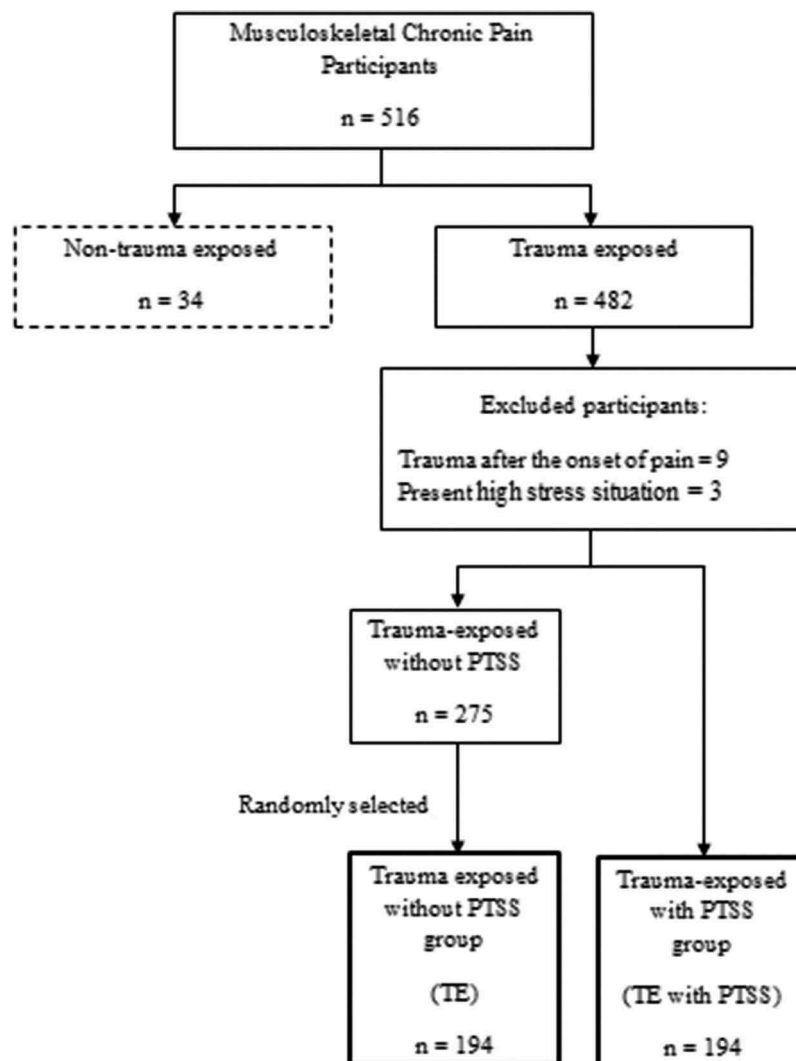 Musculoskeletal Chronic Pain
Participants
n = 516
Non-trauma exposed
n = 34
Trauma exposed
n = 482
Excluded participants:
Trauma after the onset of pain = 9
Present high stress situation = 3
Trauma-exposed
without PTSS
n = 275
Randomly selected
Trauma exposed
without PTSS
group
(TE)
n = 194
Trauma-exposed
with PTSS
group
(TE with PTSS)
n = 194